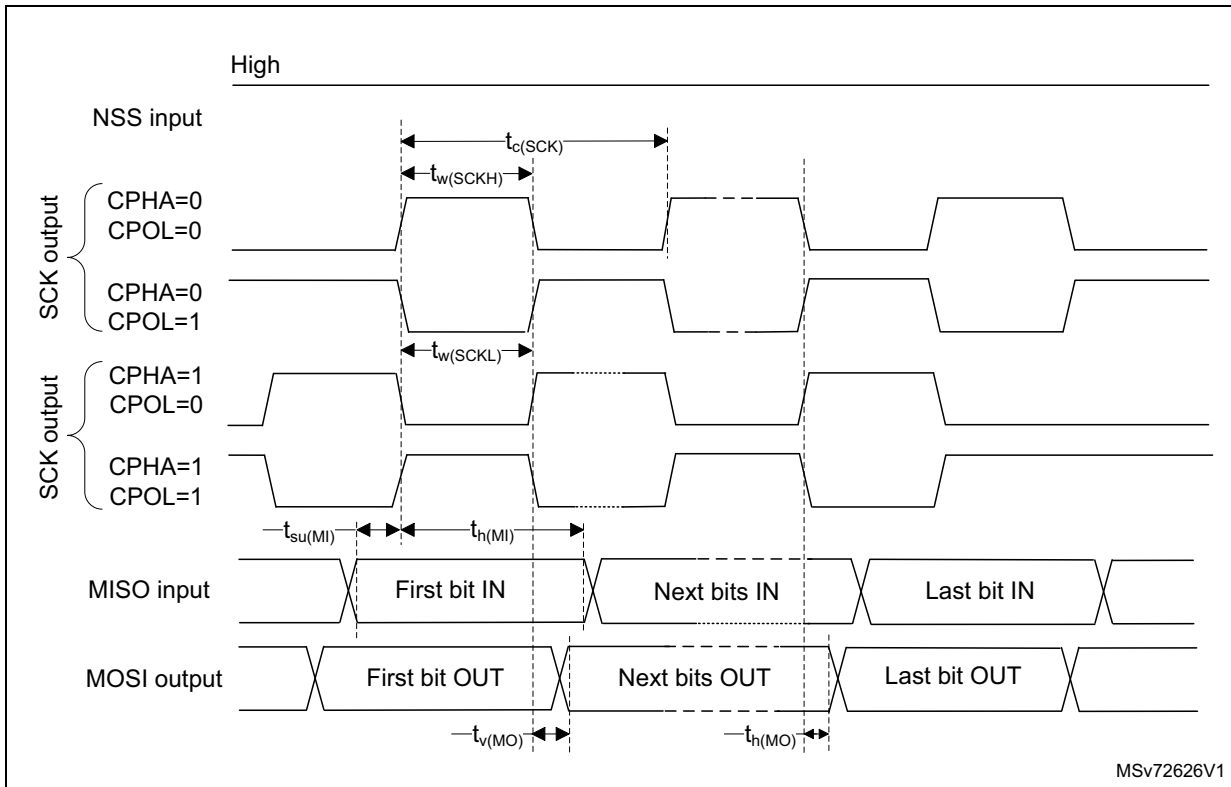 High
NSS input
tc(SCK)
tw(SCKH)
SCK output
CPHA=0
CPOL=0
CPHA=0
CPOL=1
tw(SCKL)
SCK output
CPHA=1
CPOL=0
CPHA=1
CPOL=1
tsu(MI)
th(MI)
MISO input
First bit IN
Next bits IN
Last bit IN
MOSI output
First bit OUT
Next bits OUT
Last bit OUT
tv(MO)
th(MO)
MSv72626V1